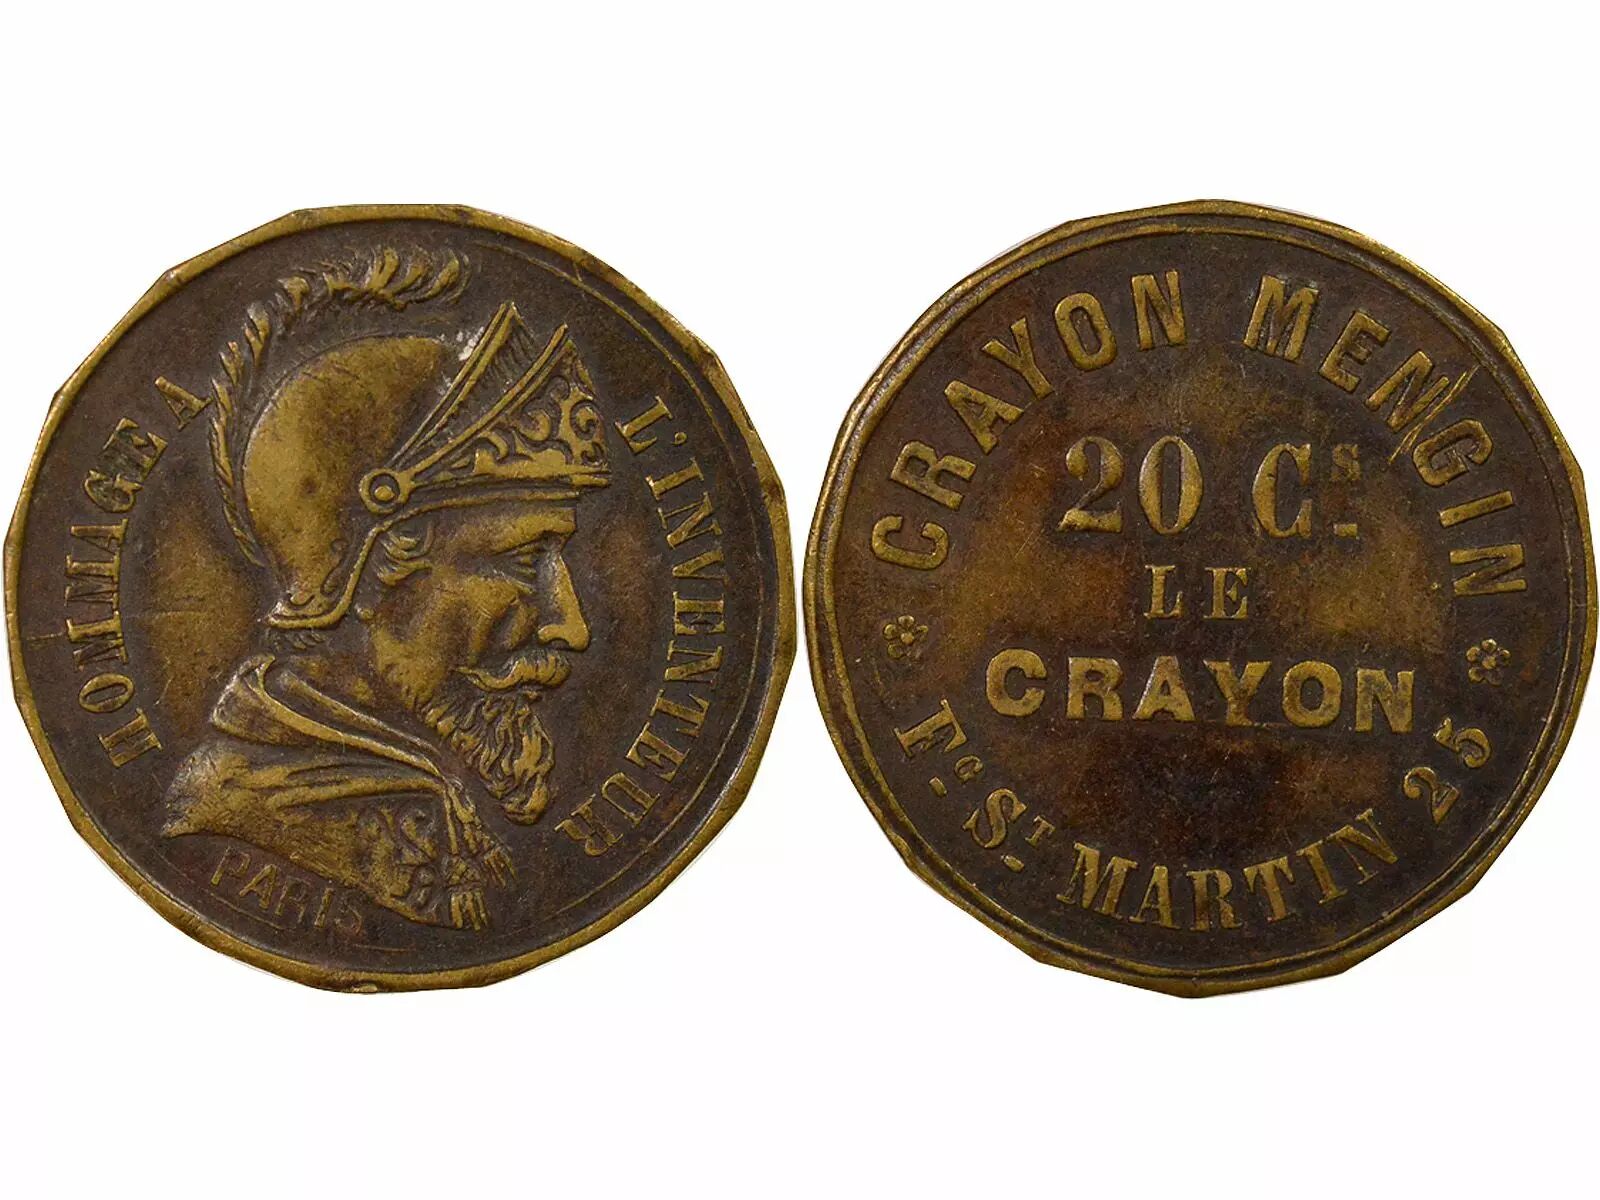 HOMMAGE A L'INVENTEUR
PARIS
CRAYON MENGIN
20 Cs
LE
CRAYON
Fg St MARTIN 25